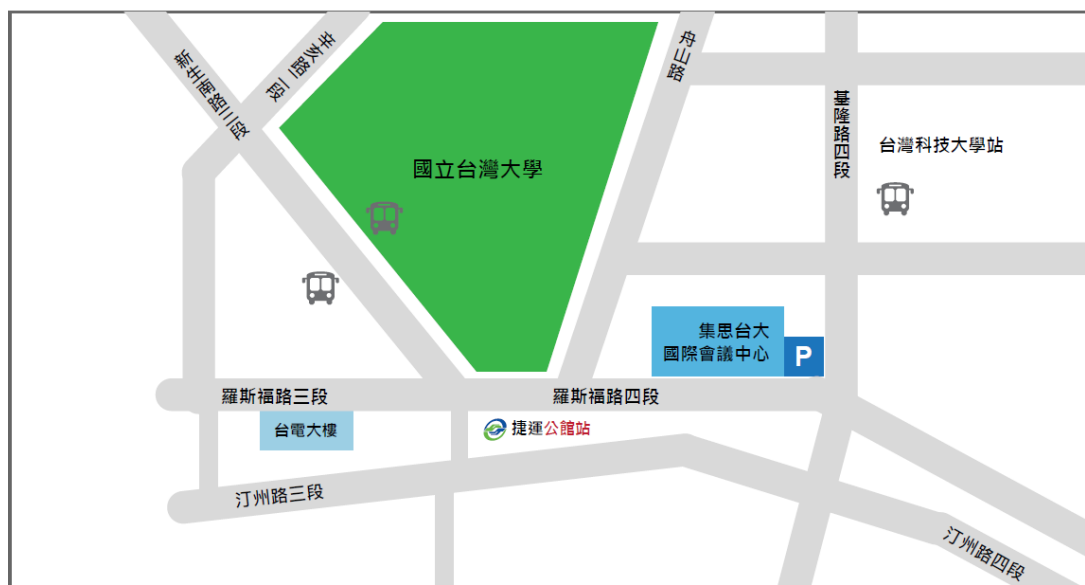 新生南路三段
辛亥路二段
舟山路
基隆路四段
國立台灣大學
台灣科技大學站
集思台大
國際會議中心
P
羅斯福路三段
羅斯福路四段
台電大樓
捷運公館站
汀州路三段
汀州路四段